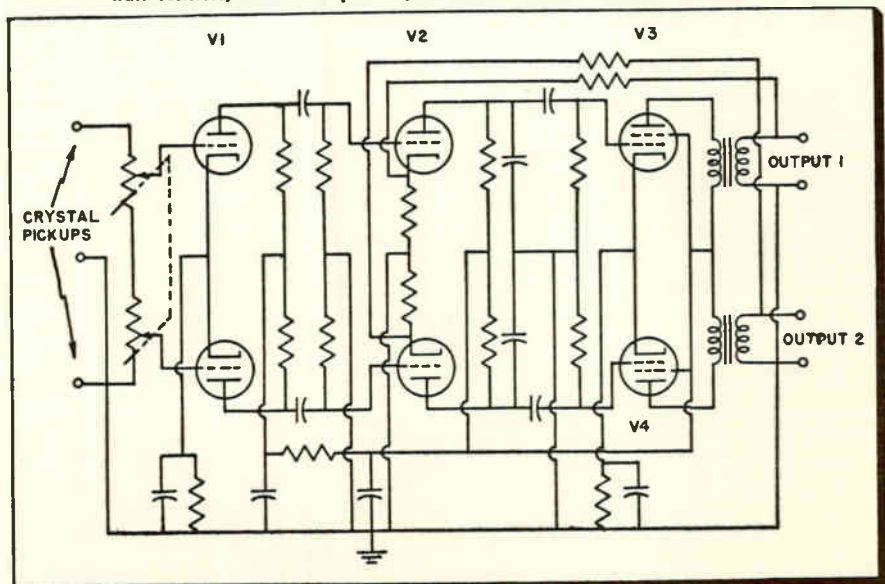 V1
V2
V3
OUTPUT 1
CRYSTAL
PICKUPS
OUTPUT 2
V4